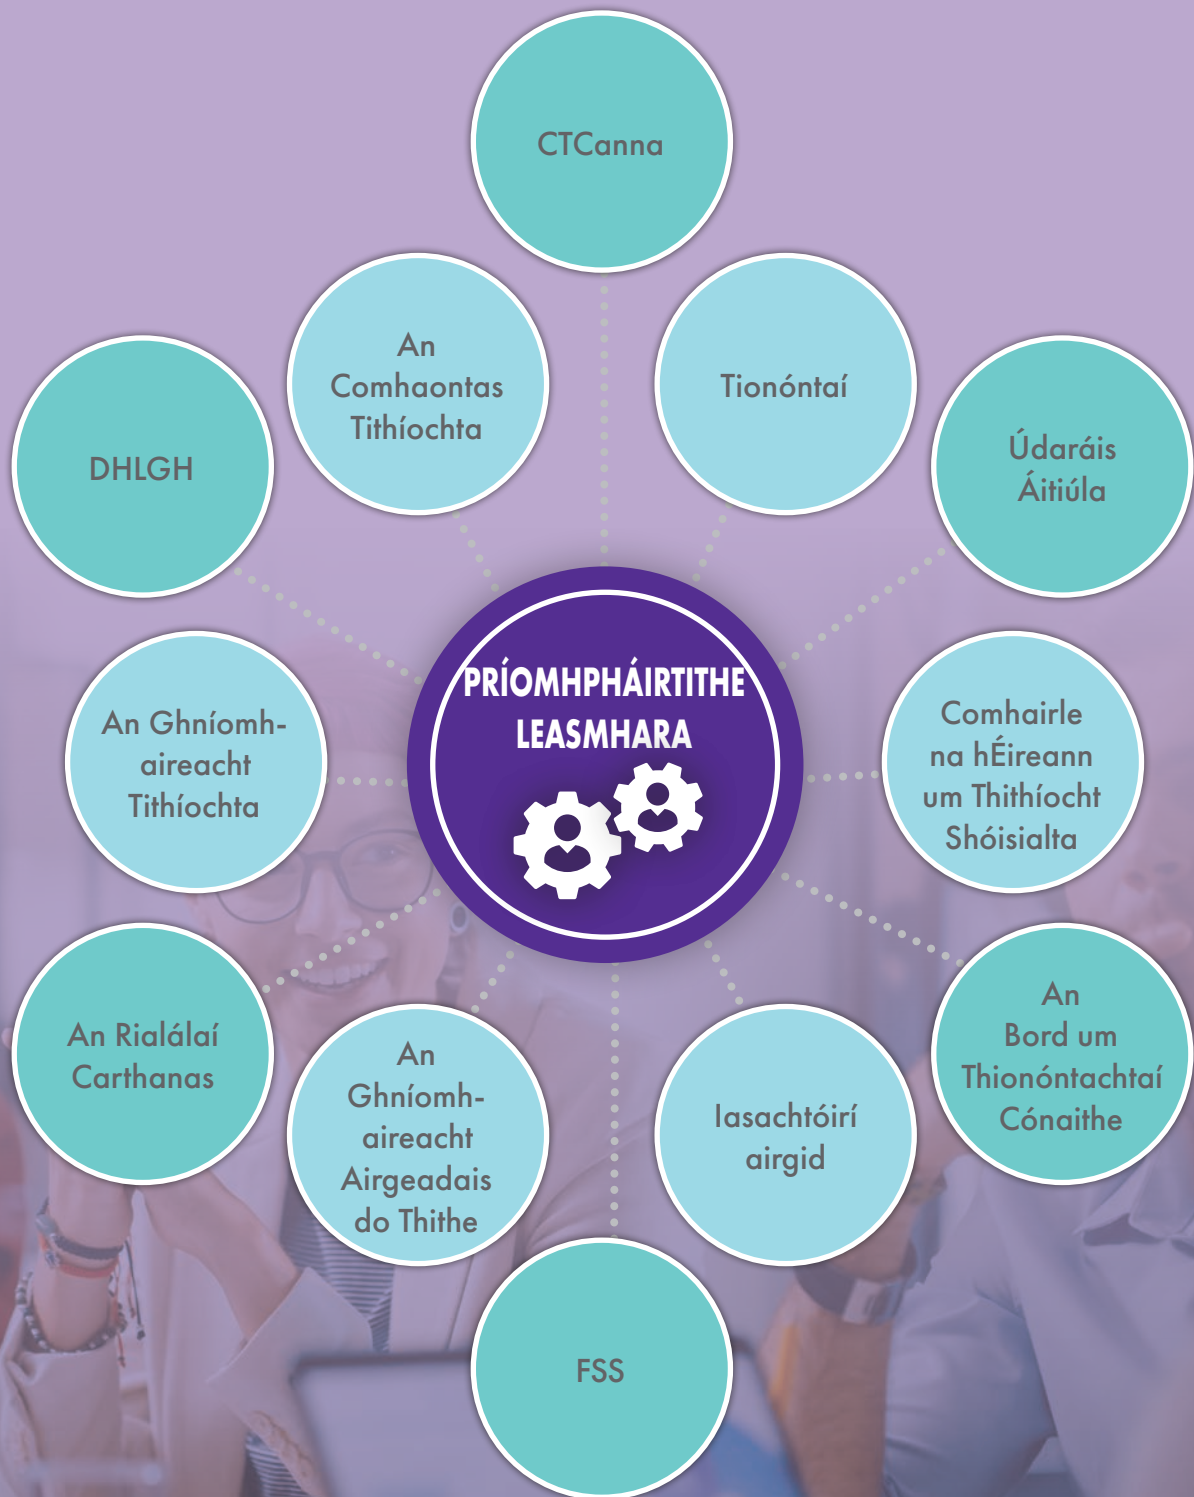 CTCanna
An
Comhaontas
Tithíochta
Tionóntaí
DHLGH
Údaráis
Áitiúla
PRÍOMHPHÁIRTITHE
LEASMHARA
An Ghníomh-
aireacht
Tithíochta
Comhairle
na hÉireann
um Thithíocht
Shóisialta
An Rialálaí
Carthanas
An
Ghníomh-
aireacht
Airgeadais
do Thithe
Iasachtóirí
airgid
An
Bord um
Thionóntachtaí
Cónaithe
FSS